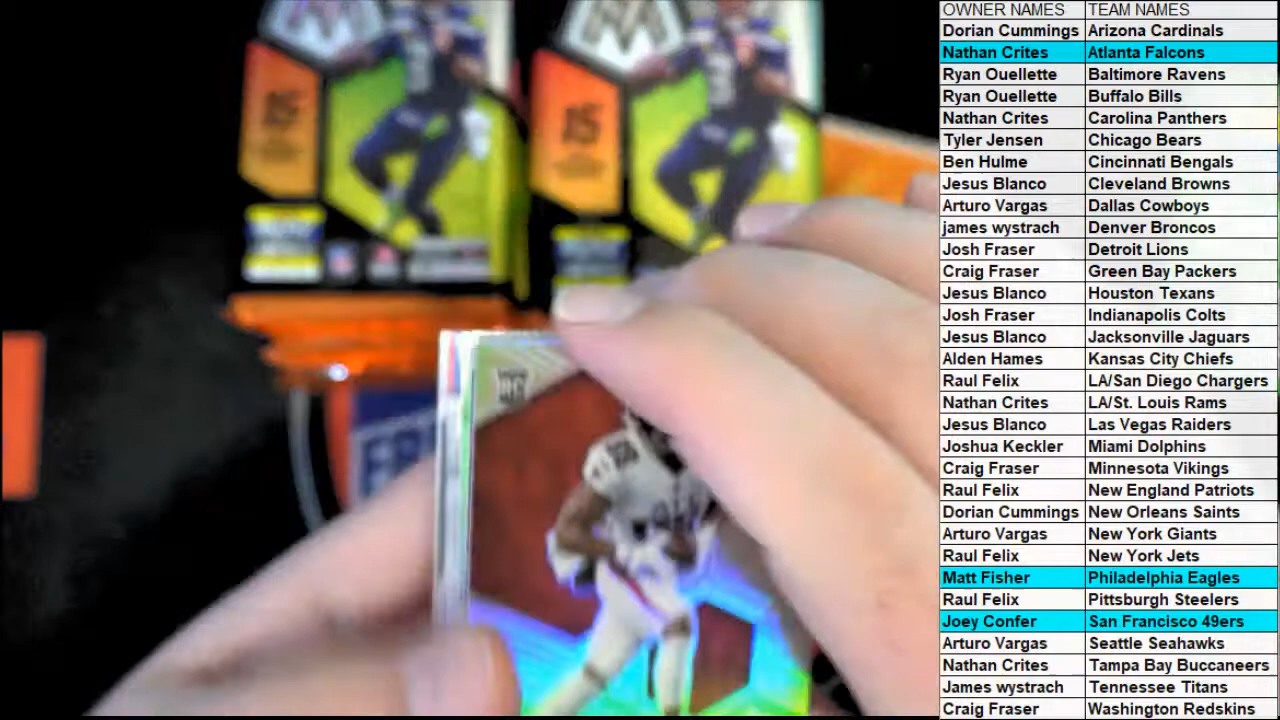 OWNER NAMES TEAM NAMES
Dorian Cummings Arizona Cardinals
Nathan Crites Atlanta Falcons
Ryan Ouellette Baltimore Ravens
Ryan Ouellette Buffalo Bills
Nathan Crites Carolina Panthers
Tyler Jensen Chicago Bears
Ben Hulme Cincinnati Bengals
Jesus Blanco Cleveland Browns
Arturo Vargas Dallas Cowboys
james wystrach Denver Broncos
Josh Fraser Detroit Lions
Craig Fraser Green Bay Packers
Jesus Blanco Houston Texans
Josh Fraser Indianapolis Colts
Jesus Blanco Jacksonville Jaguars
Alden Hames Kansas City Chiefs
Raul Felix LA/San Diego Chargers
Nathan Crites LA/St. Louis Rams
Jesus Blanco Las Vegas Raiders
Joshua Keckler Miami Dolphins
Craig Fraser Minnesota Vikings
Raul Felix New England Patriots
Dorian Cummings New Orleans Saints
Arturo Vargas New York Giants
Raul Felix New York Jets
Matt Fisher Philadelphia Eagles
Raul Felix Pittsburgh Steelers
Joey Confer San Francisco 49ers
Arturo Vargas Seattle Seahawks
Nathan Crites Tampa Bay Buccaneers
James wystrach Tennessee Titans
Craig Fraser Washington Redskins
15
15